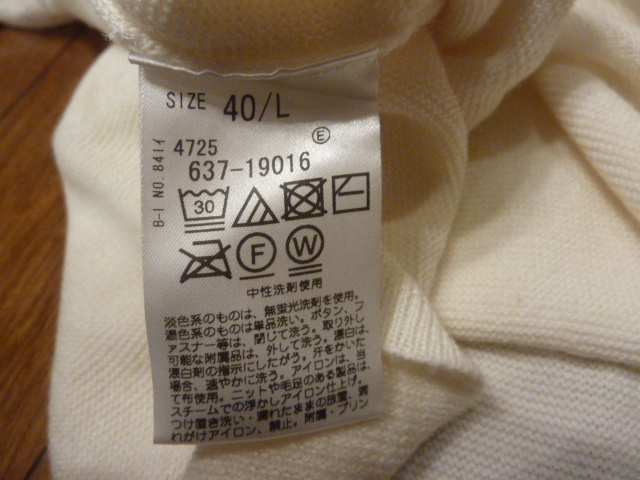 SIZE 40/L
Ⓔ
4725
637-19016
B-I NO.841イ
30
F W
中性洗剤使用
淡色系のものは、無蛍光洗剤を使用。
濃色系のものは単品洗い。ボタン、フ
ァスナー等は、閉じて洗う。取り外し
可能な附属品は、外して洗う。漂白は、
漂白剤の指示にしたがう。汗をかいた
場合、速やかに洗う。アイロンは、当
て布使用。ニットや毛足のある製品は、
スチームでの浮かしアイロン仕上げ。濡
つけ置き洗い・濡れたままの放置、
れがけアイロン、禁止。附属・プリン